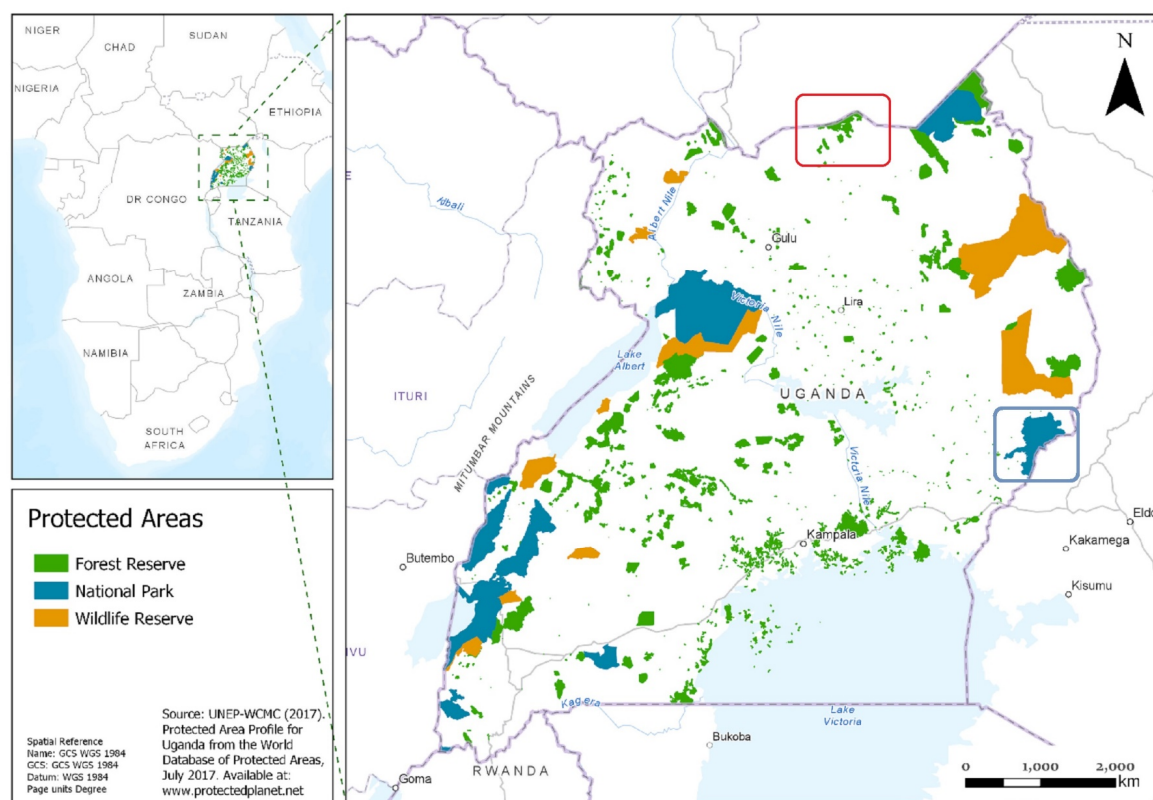 NIGER
CHAD
SUDAN
NIGERIA
ETHIOPIA
DR CONGO
TANZANIA
ANGOLA
ZAMBIA
NAMIBIA
SOUTH
AFRICA
Protected Areas
Forest Reserve
National Park
Wildlife Reserve
Source: UNEP-WCMC (2017).
Protected Area Profile for
Uganda from the World
Database of Protected Areas,
July 2017. Available at:
www.protectedplanet.net
Spatial Reference
Name: GCS WGS 1984
GCS: GCS WGS 1984
Datum: WGS 1984
Page units Degree
N
E
Albert Nile
Gulu
Victoria Nile
Lira
Lake
Albert
UGANDA
ITURI
MITUMBAR MOUNTAINS
Victoria
Nile
Kampala
Eldo
Kakamega
Butembo
Kisumu
IVU
Kagera
Lake
Victoria
Bukoba
RWANDA
Goma
0 1,000 2,000
km